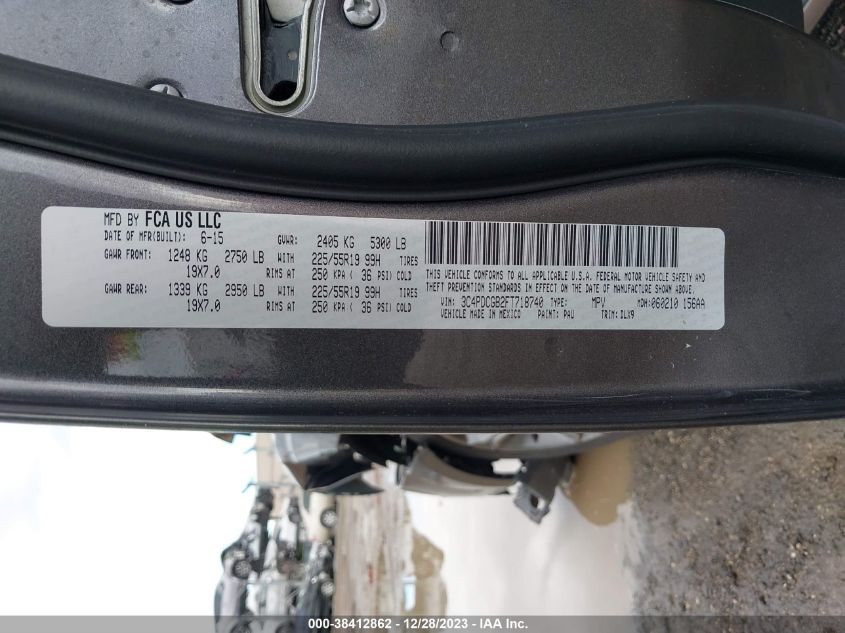 MFD BY FCA US LLC
DATE OF MFR(BUILT): 6-15 GVWR: 2405 KG 5300 LB
GAWR FRONT: 1248 KG 2750 LB WITH 225/55R19 99H TIRES
19X7.0 RIMS AT 250 KPA ( 36 PSI) COLD
GAWR REAR: 1339 KG 2950 LB WITH 225/55R19 99H TIRES
19X7.0 RIMS AT 250 KPA ( 36 PSI) COLD
THIS VEHICLE CONFORMS TO ALL APPLICABLE U.S.A. FEDERAL MOTOR VEHICLE SAFETY AND
THEFT PREVENTION STANDARDS IN EFFECT ON THE DATE OF MANUFACTURE SHOWN ABOVE.
VIN: 3C4PDCGB2FT718740 TYPE: MPV MDH:060210 156AA
VEHICLE MADE IN MEXICO PAINT: PAU TRIM:DLX9
000-38412862 - 12/28/2023 - IAA Inc.